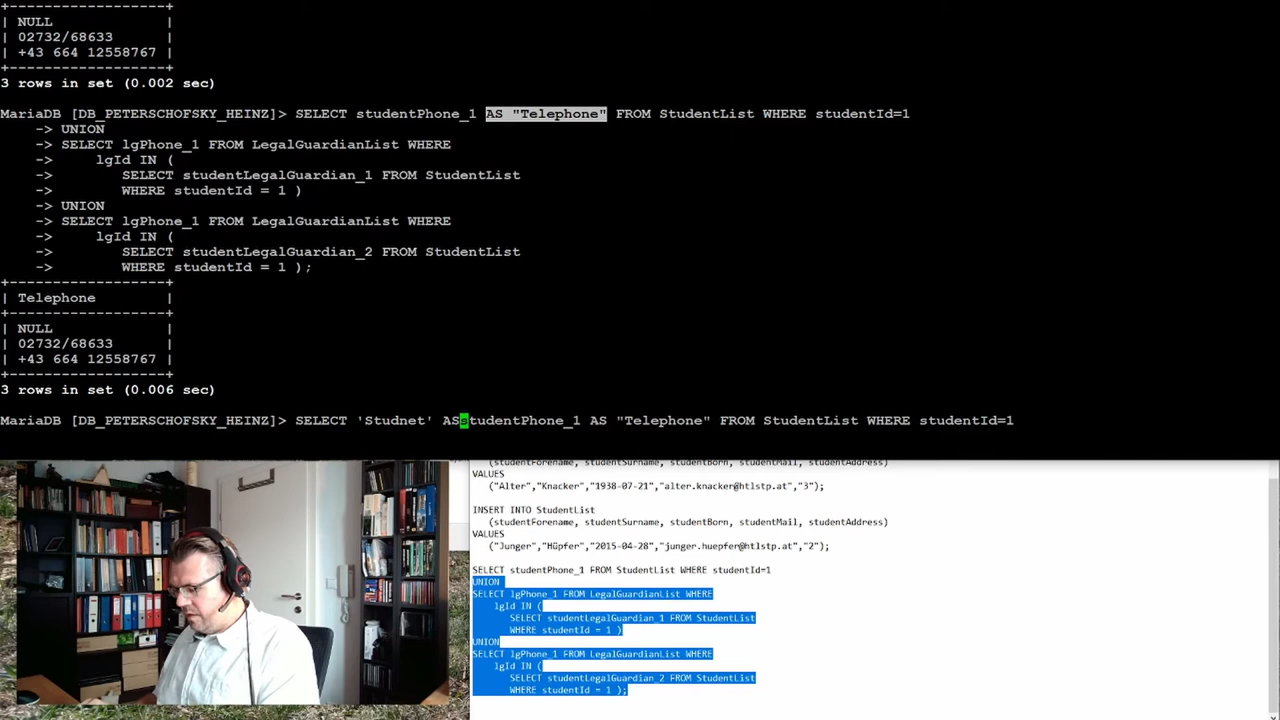 +------------------+
| NULL             |
| 02732/68633      |
| +43 664 12558767 |
+------------------+
3 rows in set (0.002 sec)
MariaDB [DB_PETERSCHOFSKY_HEINZ]> SELECT studentPhone_1 AS "Telephone" FROM StudentList WHERE studentId=1
    -> UNION
    -> SELECT lgPhone_1 FROM LegalGuardianList WHERE
    ->     lgId IN (
    ->        SELECT studentLegalGuardian_1 FROM StudentList
    ->        WHERE studentId = 1 )
    -> UNION
    -> SELECT lgPhone_1 FROM LegalGuardianList WHERE
    ->     lgId IN (
    ->        SELECT studentLegalGuardian_2 FROM StudentList
    ->        WHERE studentId = 1 );
+------------------+
| Telephone        |
+------------------+
| NULL             |
| 02732/68633      |
| +43 664 12558767 |
+------------------+
3 rows in set (0.006 sec)
MariaDB [DB_PETERSCHOFSKY_HEINZ]> SELECT 'Studnet' ASstudentPhone_1 AS "Telephone" FROM StudentList WHERE studentId=1
(studentForename, studentSurname, studentBorn, studentMail, studentAddress)
VALUES
("Alter","Knacker","1938-07-21","alter.knacker@htlstp.at","3");
INSERT INTO StudentList
(studentForename, studentSurname, studentBorn, studentMail, studentAddress)
VALUES
("Junger","Hüpfer","2015-04-28","junger.huepfer@htlstp.at","2");
SELECT studentPhone_1 FROM StudentList WHERE studentId=1
UNION
SELECT lgPhone_1 FROM LegalGuardianList WHERE
lgId IN (
SELECT studentLegalGuardian_1 FROM StudentList
WHERE studentId = 1 )
UNION
SELECT lgPhone_1 FROM LegalGuardianList WHERE
lgId IN (
SELECT studentLegalGuardian_2 FROM StudentList
WHERE studentId = 1 );